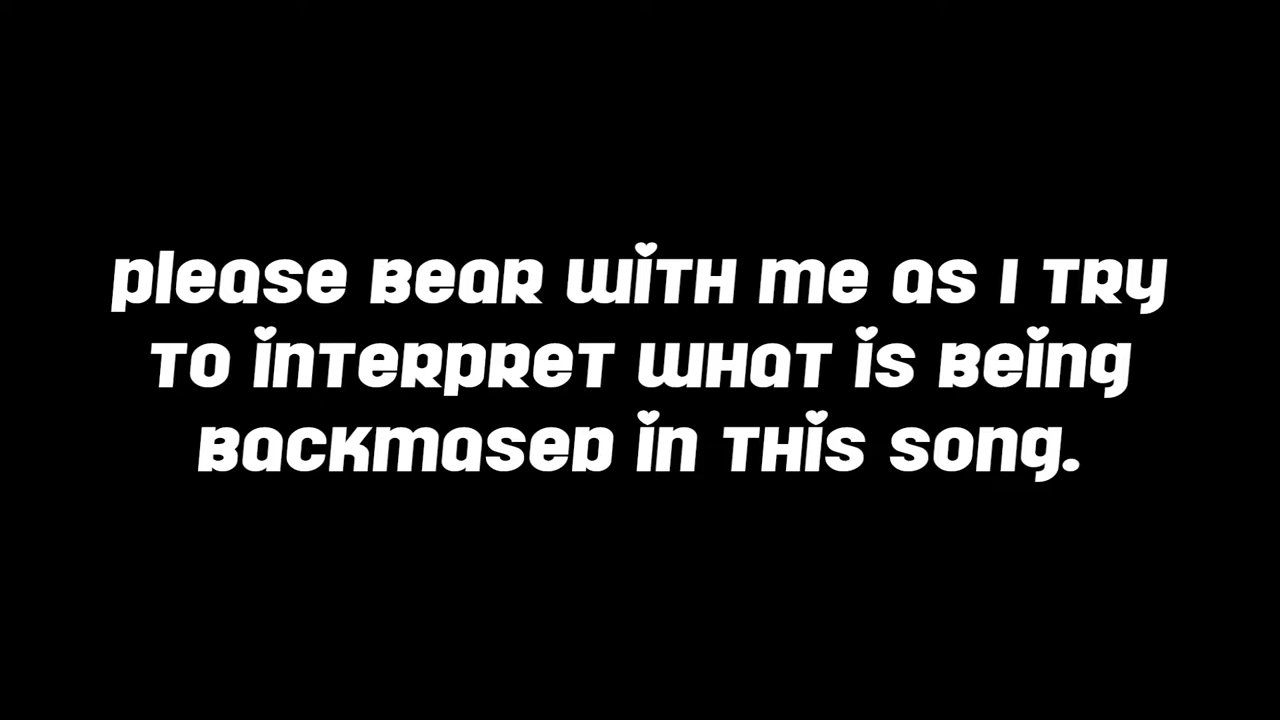 Please bear with me as I try
to interpret what is being
backmased in this song.